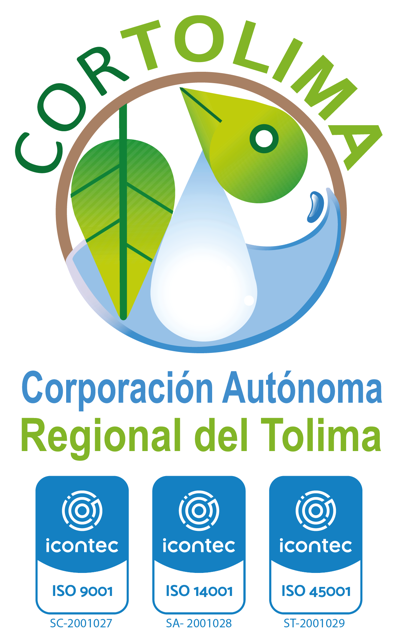 CORTOLIMA
Corporación Autónoma
Regional del Tolima
icontec icontec icontec
ISO 9001 ISO 14001 ISO 45001
SC-2001027 SA- 2001028 ST-2001029